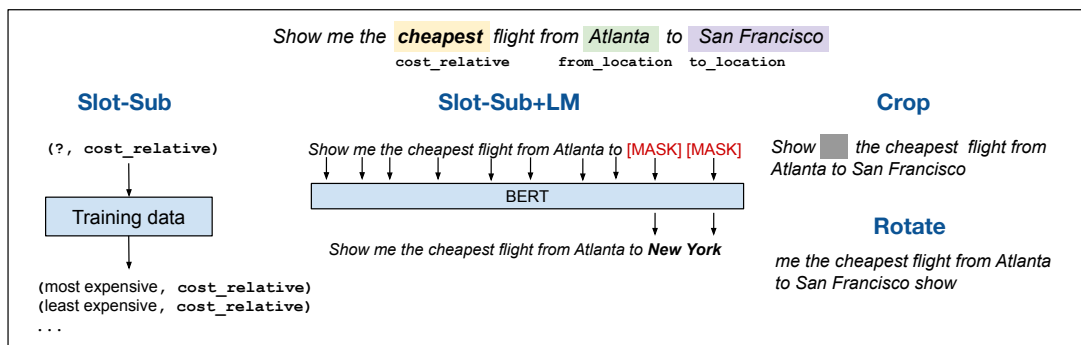 Show me the cheapest flight from Atlanta to San Francisco
cost_relative from_location to_location
Slot-Sub
(?, cost_relative)
Training data
(most expensive, cost_relative)
(least expensive, cost_relative)
...
Slot-Sub+LM
Show me the cheapest flight from Atlanta to [MASK] [MASK]
BERT
Show me the cheapest flight from Atlanta to New York
Crop
Show the cheapest flight from
Atlanta to San Francisco
Rotate
me the cheapest flight from Atlanta
to San Francisco show